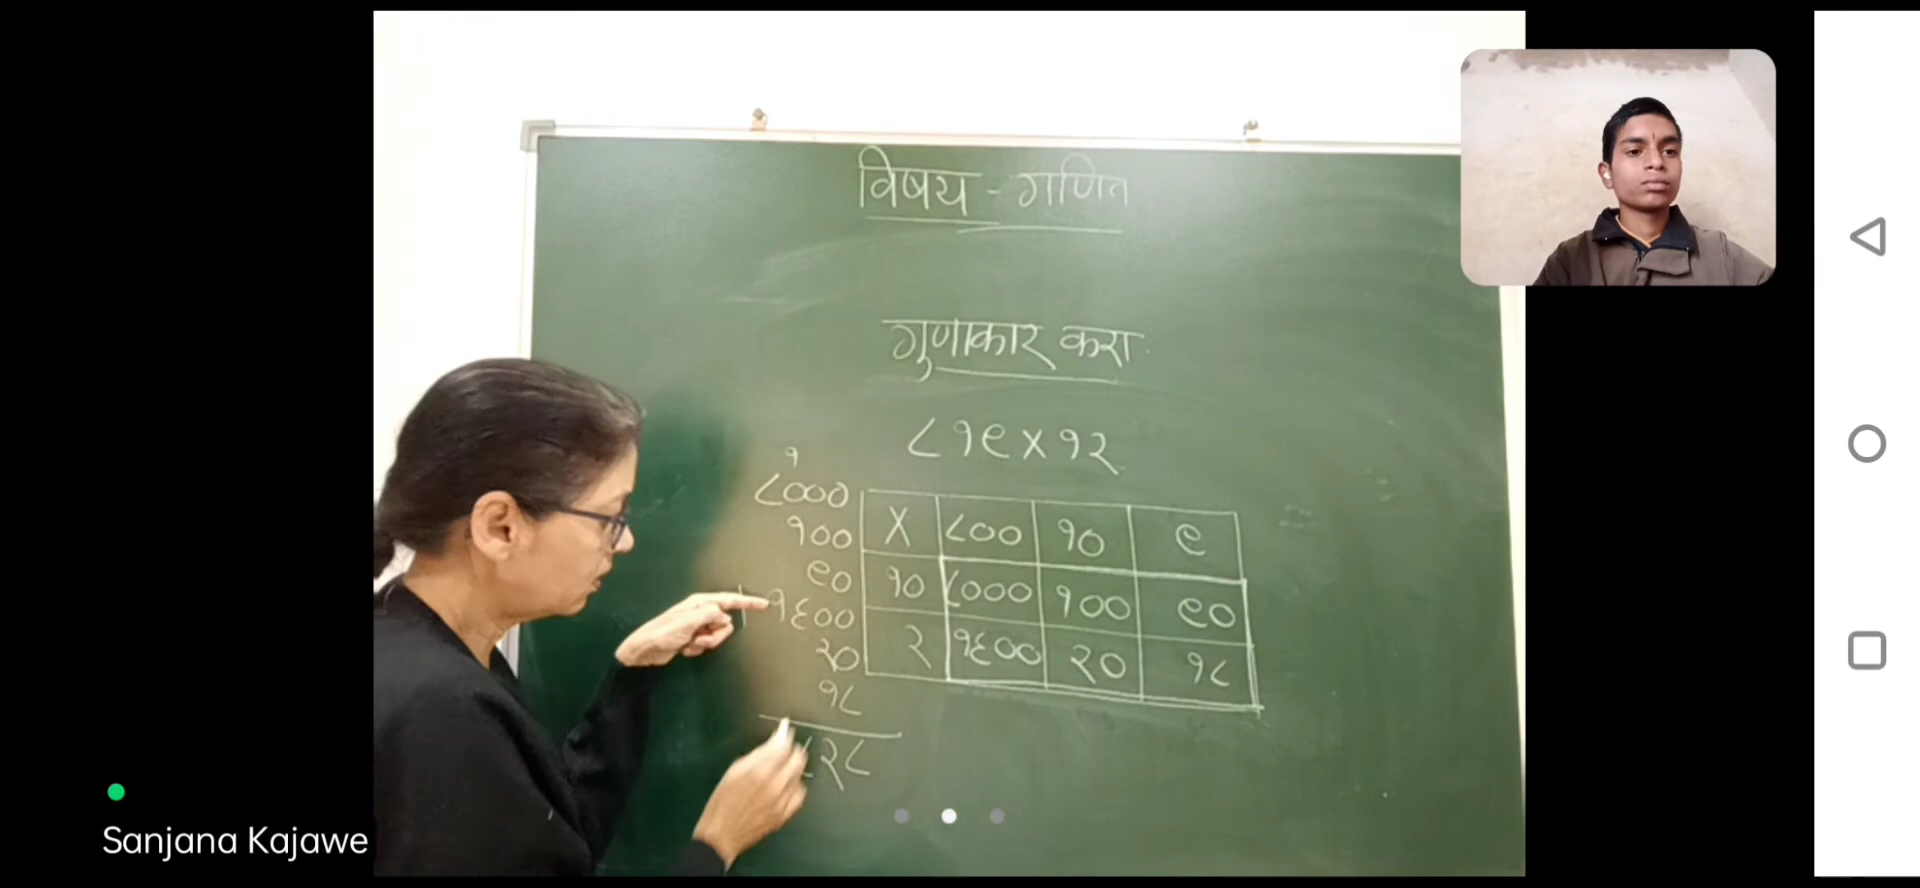 विषय - गणित
गुणाकार करा
८१९ X १२
१
८०००
१००
९०
+ १६००
२०
१८
८२८
X ८०० १० ९
१० ८००० १०० ९०
२ १६०० २० १८
Sanjana Kajawe